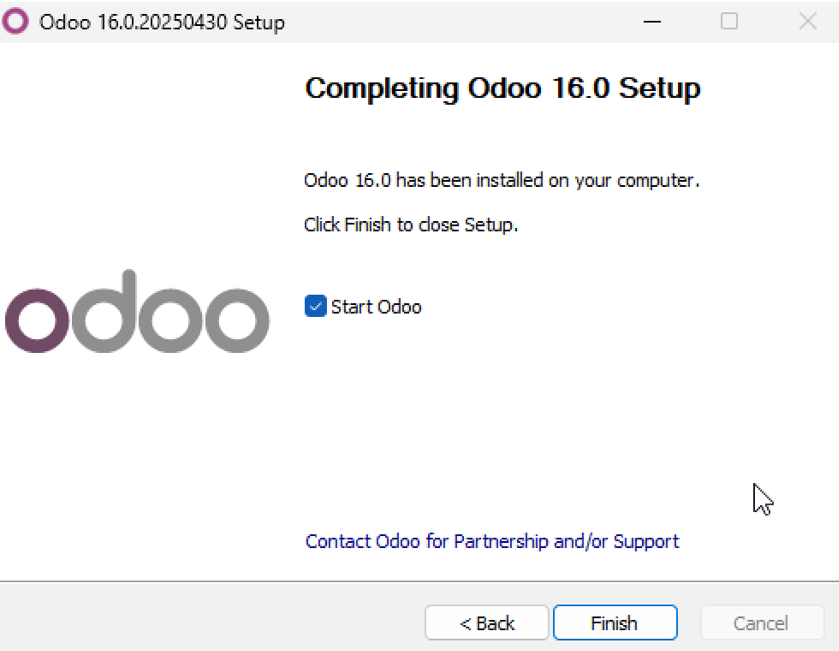 Odoo 16.0.20250430 Setup
Completing Odoo 16.0 Setup
Odoo 16.0 has been installed on your computer.
Click Finish to close Setup.
odoo
Start Odoo
Contact Odoo for Partnership and/or Support
< Back
Finish
Cancel